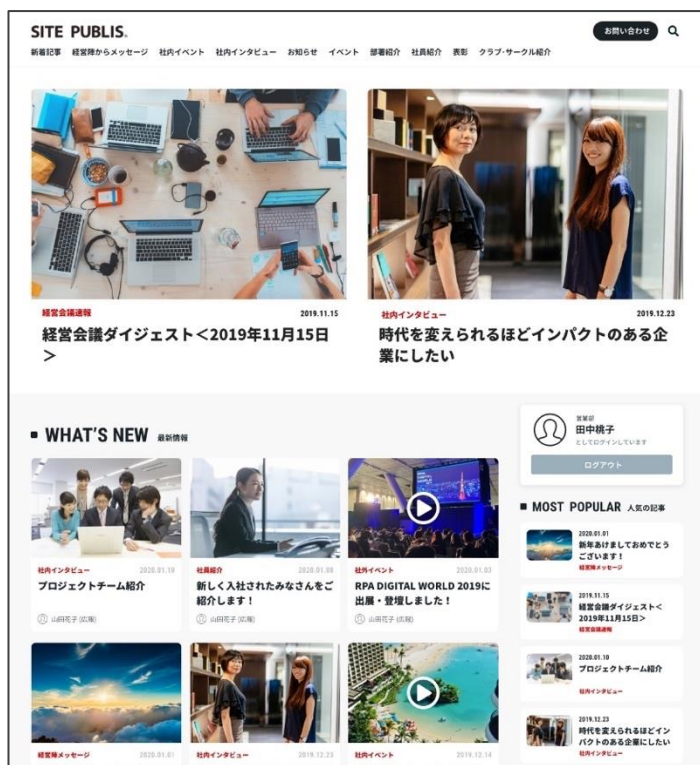 SITE PUBLIS.
お問い合わせ
新着記事 経営陣からメッセージ 社内イベント 社内インタビュー お知らせ イベント 部署紹介 社員紹介 表彰 クラブ・サークル紹介
経営会議速報 2019.11.15
経営会議ダイジェスト<2019年11月15日
>
社内インタビュー 2019.12.23
時代を変えられるほどインパクトのある企
業にしたい
WHAT'S NEW 最新情報
社内インタビュー 2020.01.10
プロジェクトチーム紹介
山田花子 (広報)
社員紹介 2020.01.08
新しく入社されたみなさんをご
紹介します!
山田花子 (広報)
社外イベント 2020.01.03
RPA DIGITAL WORLD 2019に
出展・登壇しました!
山田花子 (広報)
経営陣メッセージ 2020.01.01
社内インタビュー 2019.12.23
社内イベント 2019.12.14
営業部
田中桃子
としてログインしています
ログアウト
MOST POPULAR 人気の記事
2020.01.01
新年あけましておめでとう
ございます!
経営陣メッセージ
2019.11.15
経営会議ダイジェスト<
2019年11月15日>
経営会議速報
2020.01.10
プロジェクトチーム紹介
社内インタビュー
2019.12.23
時代を変えられるほどイン
パクトのある企業にしたい
社内インタビュー